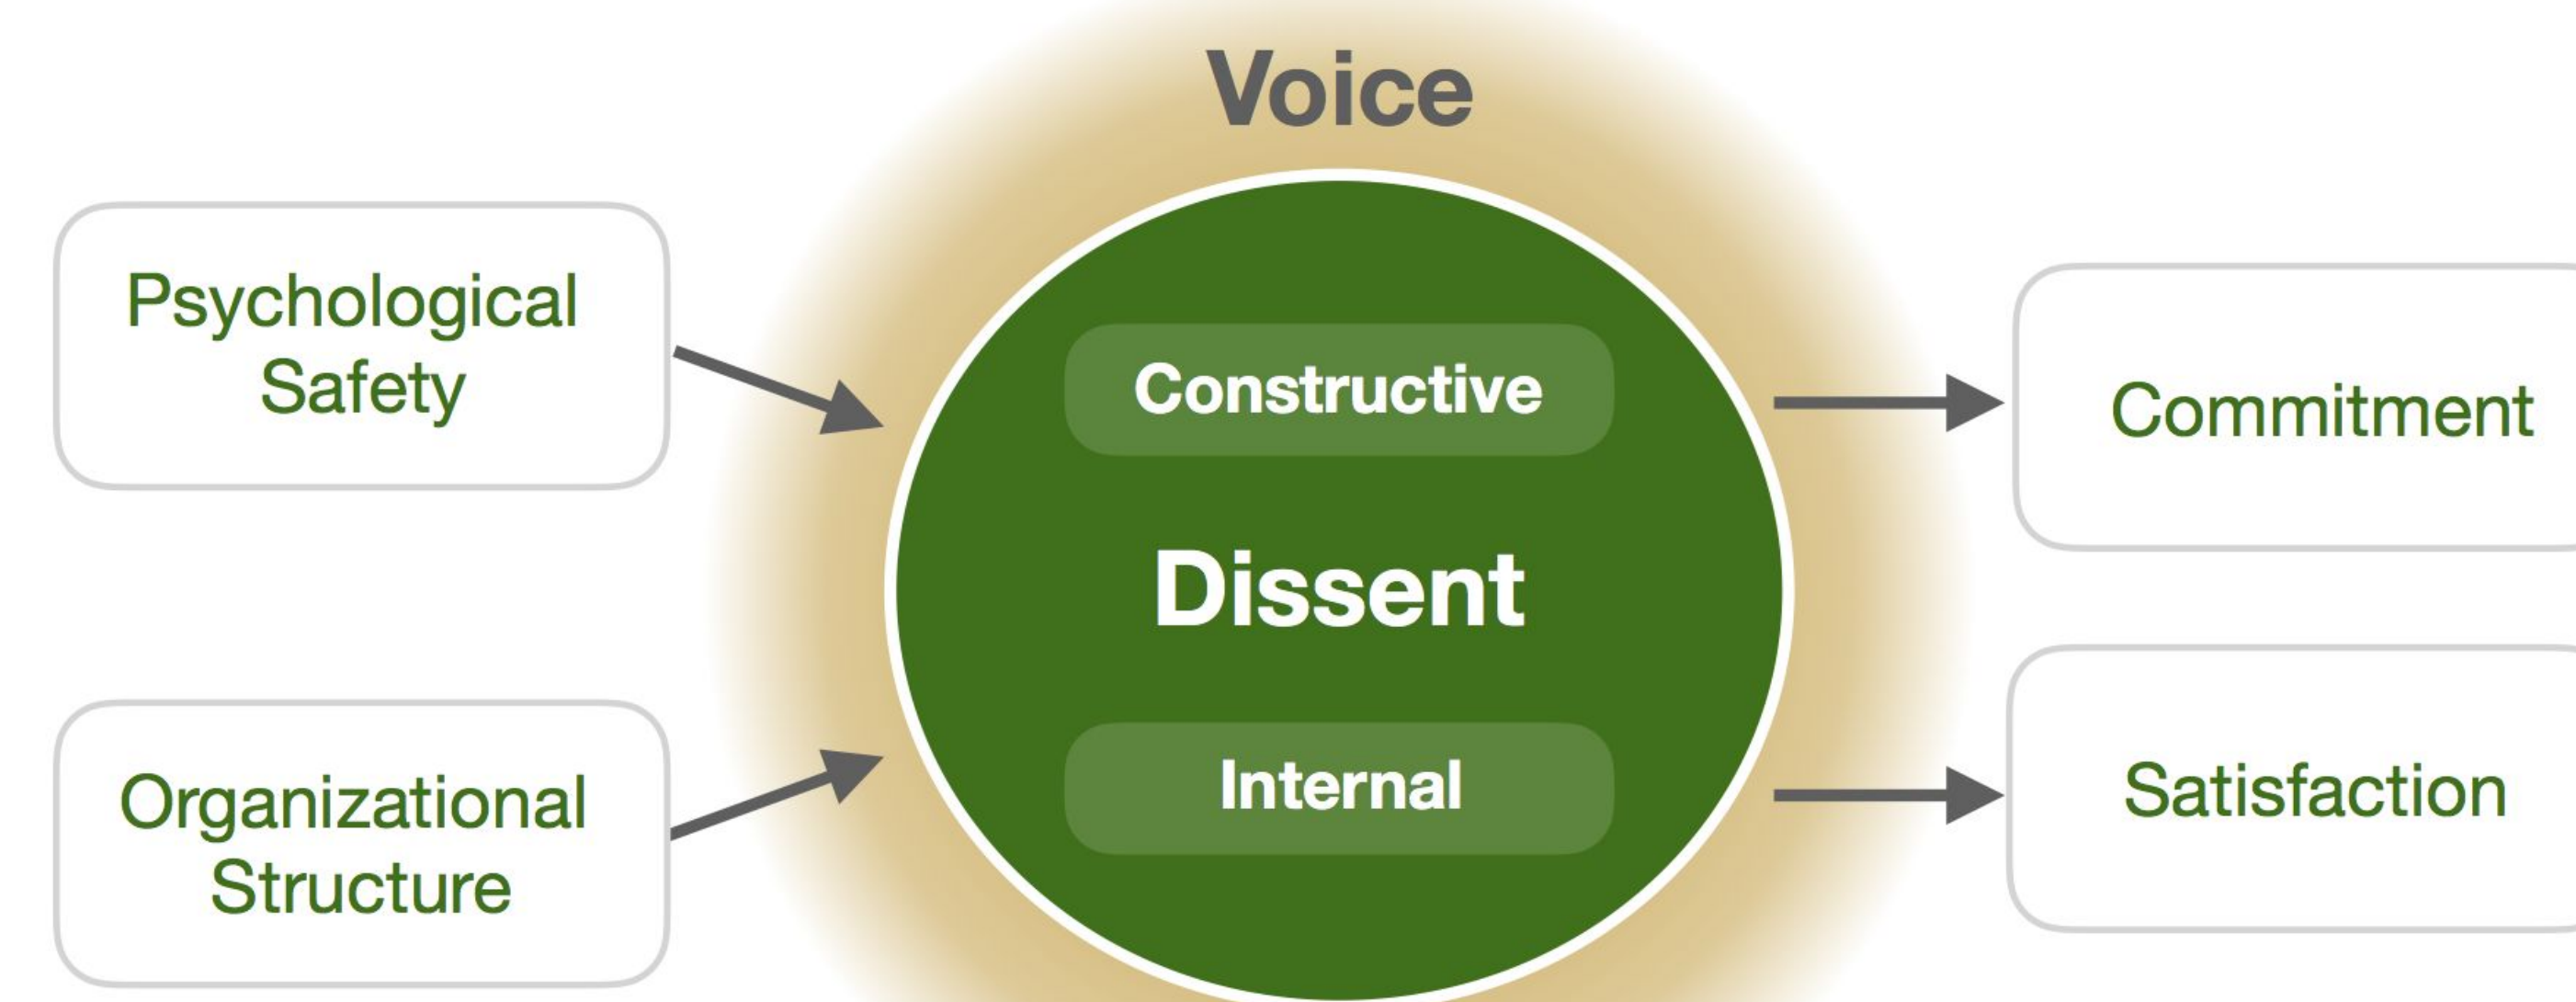 Voice
Psychological
Safety
Organizational
Structure
Constructive
Dissent
Internal
Commitment
Satisfaction